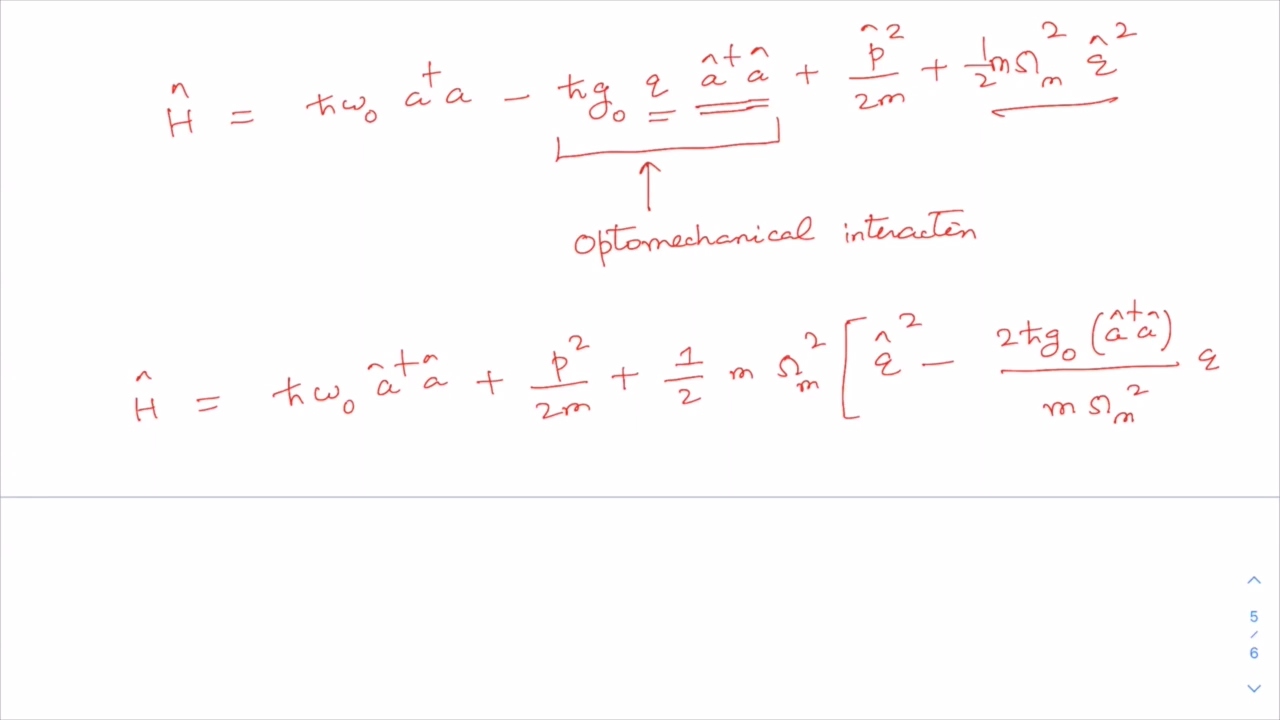 Ĥ = ħω₀ a†a − ħg₀ q â†â + p̂²/2m + ½mΩₘ² q̂²
Optomechanical interaction
Ĥ = ħω₀ â†â + p²/2m + 1/2 m Ωₘ² [ q̂² − 2ħg₀ (â†â)/mΩₘ² q
5
/
6